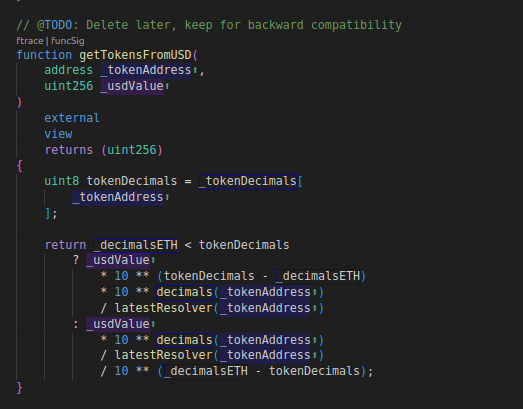 // @TODO: Delete later, keep for backward compatibility
ftrace | funcSig
function getTokensFromUSD(
address _tokenAddress↑,
uint256 _usdValue↑
)
external
view
returns (uint256)
{
uint8 tokenDecimals = _tokenDecimals[
_tokenAddress↑
];
return _decimalsETH < tokenDecimals
? _usdValue↑
* 10 ** (tokenDecimals - _decimalsETH)
* 10 ** decimals(_tokenAddress↑)
/ latestResolver(_tokenAddress↑)
: _usdValue↑
* 10 ** decimals(_tokenAddress↑)
/ latestResolver(_tokenAddress↑)
/ 10 ** (_decimalsETH - tokenDecimals);
}